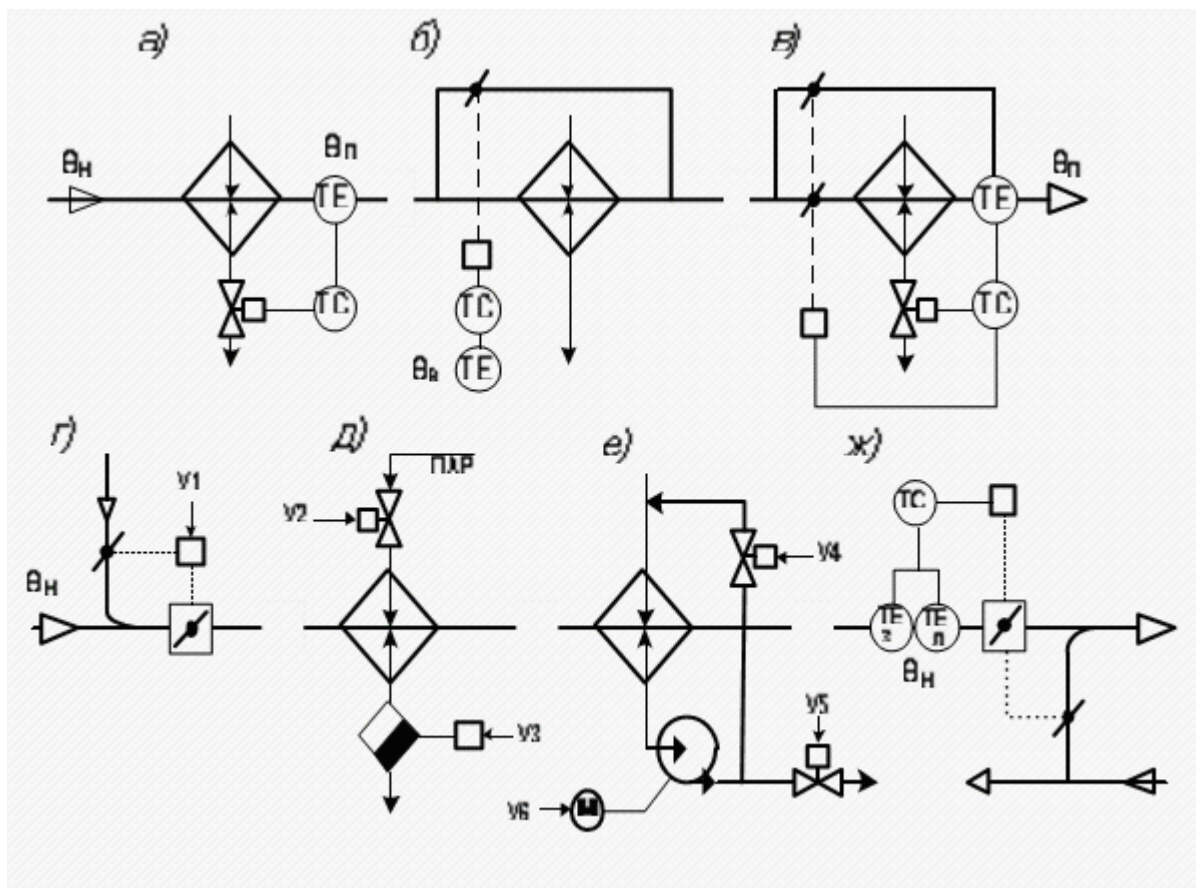 а) б) в)
θн θп θп
TE TE
TC TC TC
θв TE
г) д) е) ж)
ПАР
У1 TC
У2 У4
θн TE з TE л
θн
У5
У3
У6 М